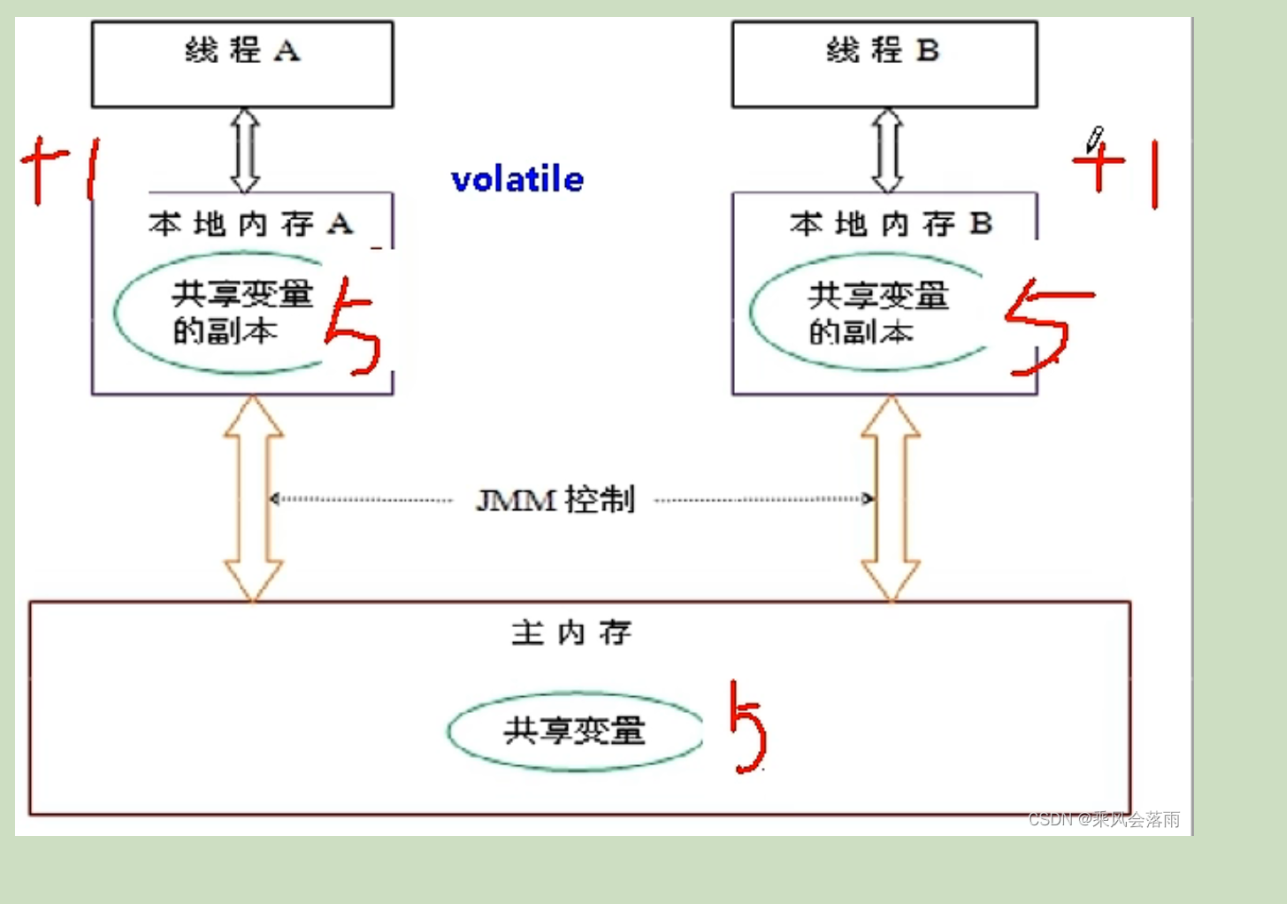 线程 A
线程 B
+1
+1
volatile
本地内存 A
本地内存 B
共享变量
的副本
5
共享变量
的副本
5
JMM 控制
主内存
共享变量
5
CSDN @乘风会落雨